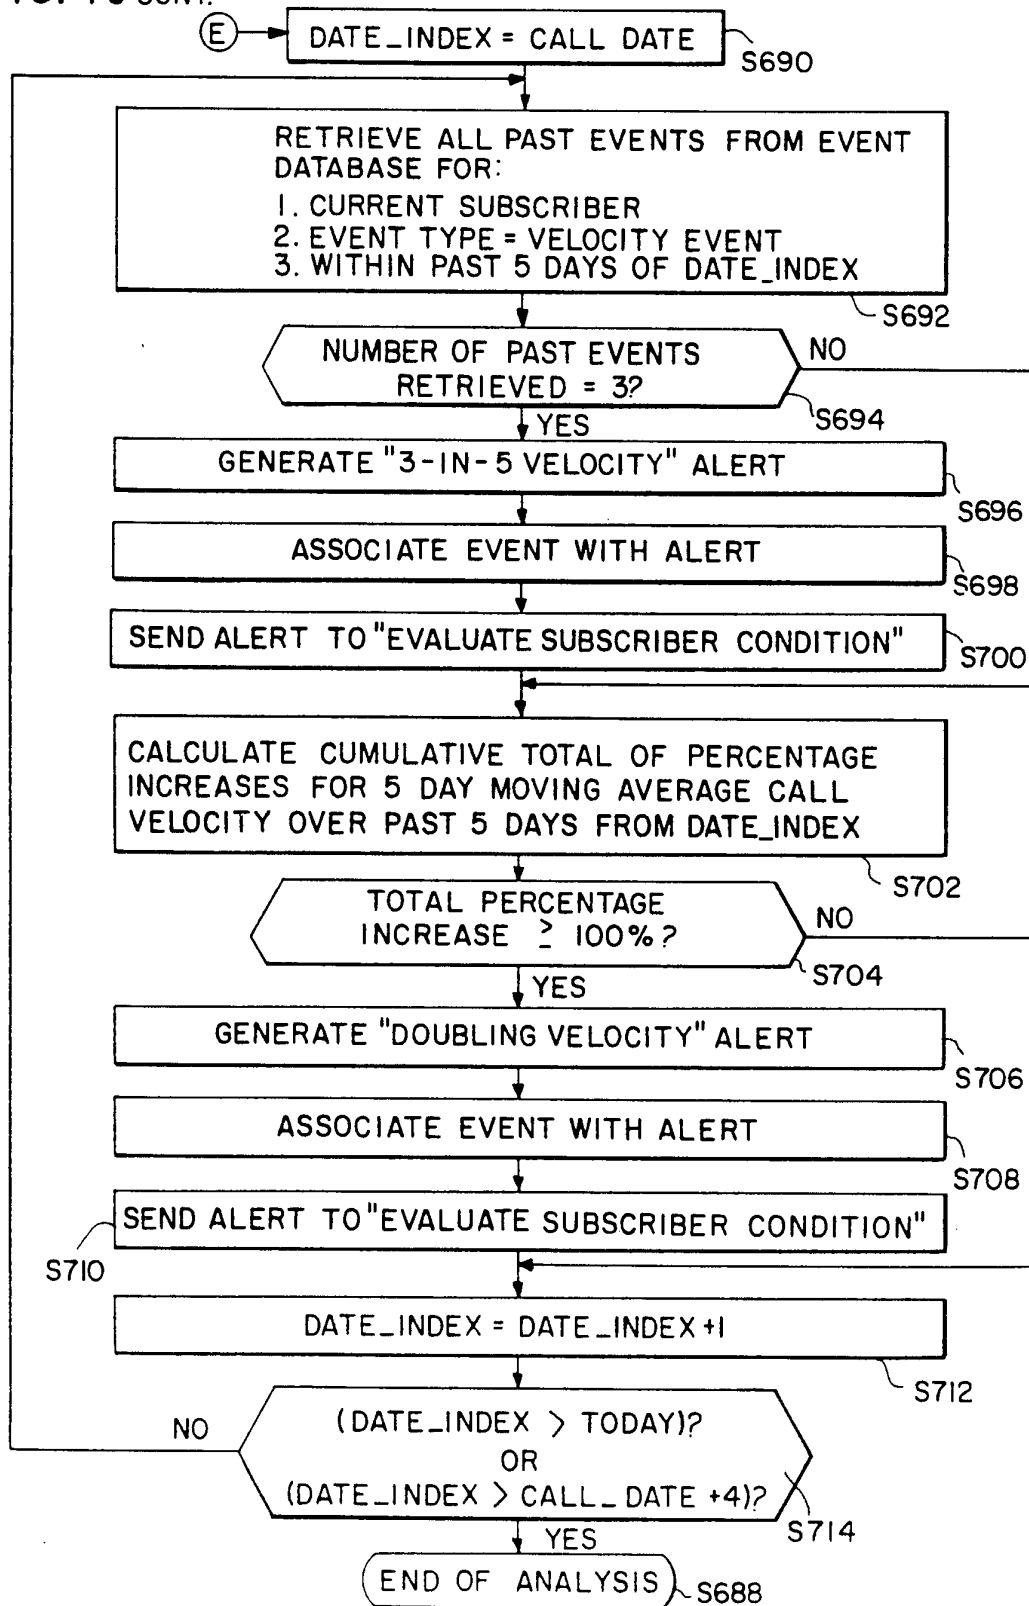 CONT.
E
DATE_INDEX = CALL DATE
S690
RETRIEVE ALL PAST EVENTS FROM EVENT
DATABASE FOR:
1. CURRENT SUBSCRIBER
2. EVENT TYPE = VELOCITY EVENT
3. WITHIN PAST 5 DAYS OF DATE_INDEX
S692
NUMBER OF PAST EVENTS
RETRIEVED = 3?
NO
S694
YES
GENERATE "3-IN-5 VELOCITY" ALERT
S696
ASSOCIATE EVENT WITH ALERT
S698
SEND ALERT TO "EVALUATE SUBSCRIBER CONDITION"
S700
CALCULATE CUMULATIVE TOTAL OF PERCENTAGE
INCREASES FOR 5 DAY MOVING AVERAGE CALL
VELOCITY OVER PAST 5 DAYS FROM DATE_INDEX
S702
TOTAL PERCENTAGE
INCREASE ≥ 100%?
NO
S704
YES
GENERATE "DOUBLING VELOCITY" ALERT
S706
ASSOCIATE EVENT WITH ALERT
S708
SEND ALERT TO "EVALUATE SUBSCRIBER CONDITION"
S710
DATE_INDEX = DATE_INDEX +1
S712
NO
(DATE_INDEX > TODAY)?
OR
(DATE_INDEX > CALL_DATE +4)?
S714
YES
END OF ANALYSIS
S688